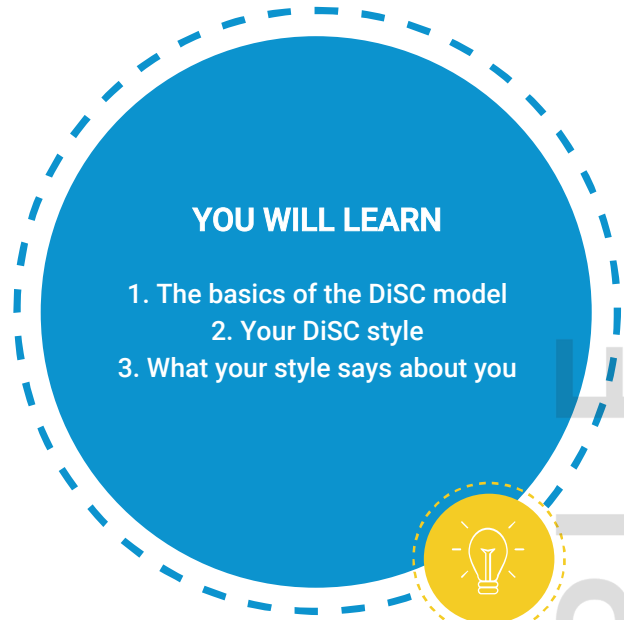 YOU WILL LEARN
1. The basics of the DiSC model
2. Your DiSC style
3. What your style says about you